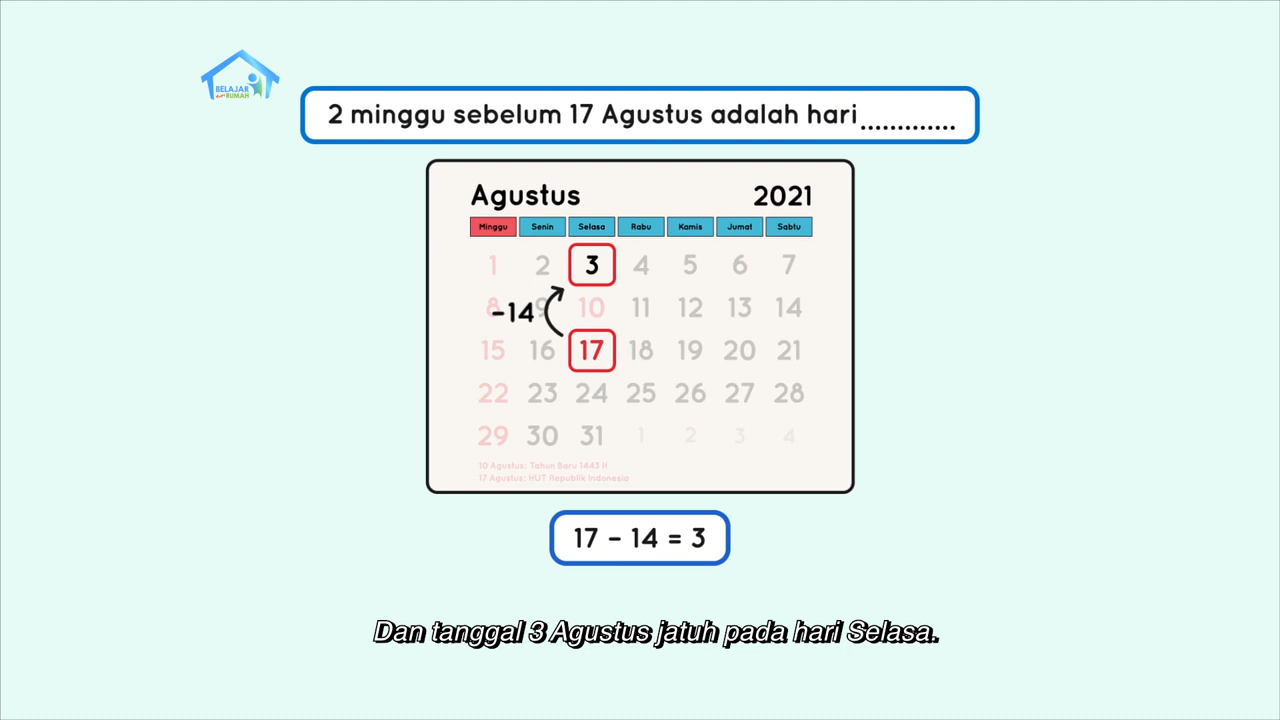 BELAJAR
dari RUMAH
2 minggu sebelum 17 Agustus adalah hari.............
Agustus 2021
Minggu Senin Selasa Rabu Kamis Jumat Sabtu
1 2 3 4 5 6 7
8 9 10 11 12 13 14
-14
15 16 17 18 19 20 21
22 23 24 25 26 27 28
29 30 31 1 2 3 4
10 Agustus: Tahun Baru 1443 H
17 Agustus: HUT Republik Indonesia
17 - 14 = 3
Dan tanggal 3 Agustus jatuh pada hari Selasa.